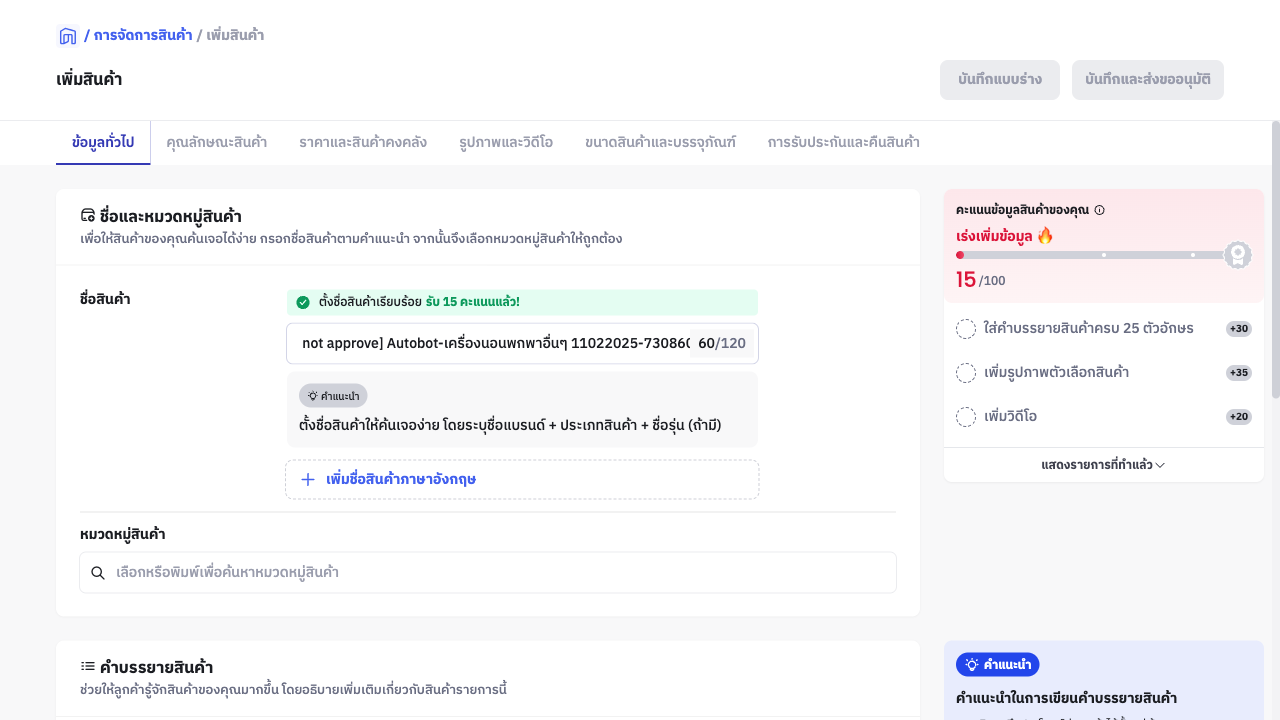 / การจัดการสินค้า / เพิ่มสินค้า
เพิ่มสินค้า
บันทึกแบบร่าง
บันทึกและส่งขออนุมัติ
ข้อมูลทั่วไป
คุณลักษณะสินค้า
ราคาและสินค้าคงคลัง
รูปภาพและวิดีโอ
ขนาดสินค้าและบรรจุภัณฑ์
การรับประกันและคืนสินค้า
ชื่อและหมวดหมู่สินค้า
เพื่อให้สินค้าของคุณค้นเจอได้ง่าย กรอกชื่อสินค้าตามคำแนะนำ จากนั้นจึงเลือกหมวดหมู่สินค้าให้ถูกต้อง
ชื่อสินค้า
ตั้งชื่อสินค้าเรียบร้อย รับ 15 คะแนนแล้ว!
not approve] Autobot-เครื่องนอนพกพาอื่นๆ 11022025-730860
60/120
คำแนะนำ
ตั้งชื่อสินค้าให้ค้นเจอง่าย โดยระบุชื่อแบรนด์ + ประเภทสินค้า + ชื่อรุ่น (ถ้ามี)
เพิ่มชื่อสินค้าภาษาอังกฤษ
หมวดหมู่สินค้า
เลือกหรือพิมพ์เพื่อค้นหาหมวดหมู่สินค้า
คำบรรยายสินค้า
ช่วยให้ลูกค้ารู้จักสินค้าของคุณมากขึ้น โดยอธิบายเพิ่มเติมเกี่ยวกับสินค้ารายการนี้
คะแนนข้อมูลสินค้าของคุณ
เร่งเพิ่มข้อมูล
15 /100
ใส่คำบรรยายสินค้าครบ 25 ตัวอักษร
+30
เพิ่มรูปภาพตัวเลือกสินค้า
+35
เพิ่มวิดีโอ
+20
แสดงรายการที่ทำแล้ว
คำแนะนำ
คำแนะนำในการเขียนคำบรรยายสินค้า